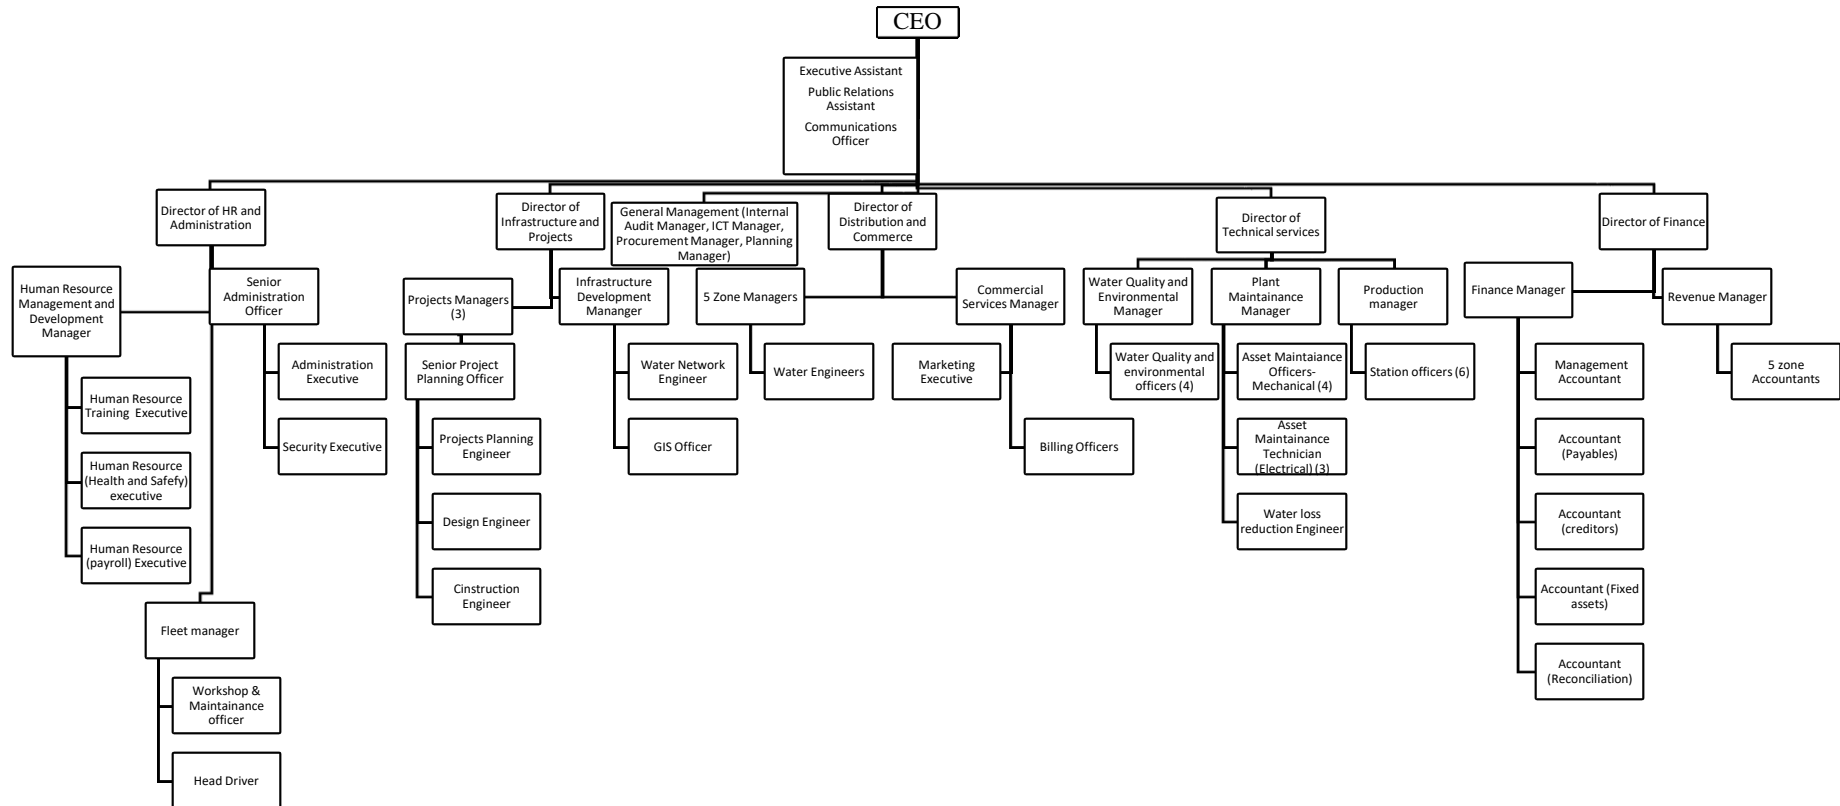 CEO
Executive Assistant
Public Relations
Assistant
Communications
Officer
Director of HR and
Administration
Director of
Infrastructure and
Projects
General Management (Internal
Audit Manager, ICT Manager,
Procurement Manager, Planning
Manager)
Director of
Distribution and
Commerce
Director of
Technical services
Director of Finance
Human Resource
Management and
Development
Manager
Senior
Administration
Officer
Projects Managers
(3)
Infrastructure
Development
Mananger
5 Zone Managers
Commercial
Services Manager
Water Quality and
Environmental
Manager
Plant
Maintainance
Manager
Production
manager
Finance Manager
Revenue Manager
Administration
Executive
Senior Project
Planning Officer
Water Network
Engineer
Water Engineers
Marketing
Executive
Water Quality and
environmental
officers (4)
Asset Maintaiance
Officers-
Mechanical (4)
Station officers (6)
Management
Accountant
5 zone
Accountants
Human Resource
Training  Executive
Security Executive
Projects Planning
Engineer
GIS Officer
Billing Officers
Asset
Maintainance
Technician
(Electrical) (3)
Accountant
(Payables)
Human Resource
(Health and Safefy)
executive
Design Engineer
Water loss
reduction Engineer
Accountant
(creditors)
Human Resource
(payroll) Executive
Cinstruction
Engineer
Accountant (Fixed
assets)
Fleet manager
Accountant
(Reconciliation)
Workshop &
Maintainance
officer
Head Driver